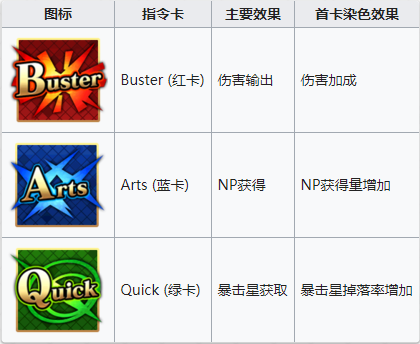 图标 指令卡 主要效果 首卡染色效果
Buster Buster (红卡) 伤害输出 伤害加成
Arts Arts (蓝卡) NP获得 NP获得量增加
Quick Quick (绿卡) 暴击星获取 暴击星掉落率增加